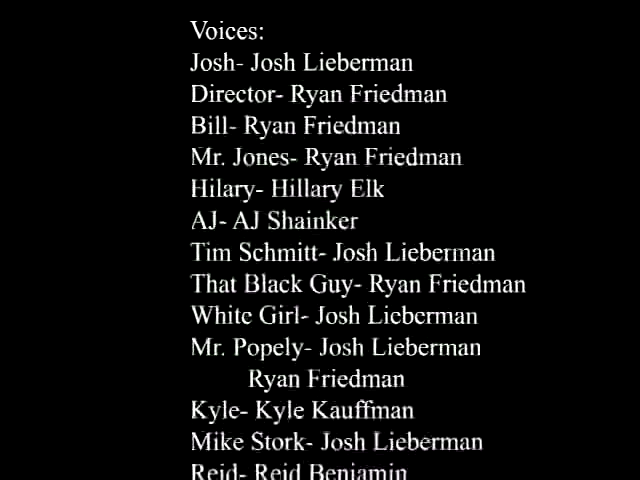 Voices:
Josh- Josh Lieberman
Director- Ryan Friedman
Bill- Ryan Friedman
Mr. Jones- Ryan Friedman
Hilary- Hillary Elk
AJ- AJ Shainker
Tim Schmitt- Josh Lieberman
That Black Guy- Ryan Friedman
White Girl- Josh Lieberman
Mr. Popely- Josh Lieberman
Ryan Friedman
Kyle- Kyle Kauffman
Mike Stork- Josh Lieberman
Reid- Reid Benjamin